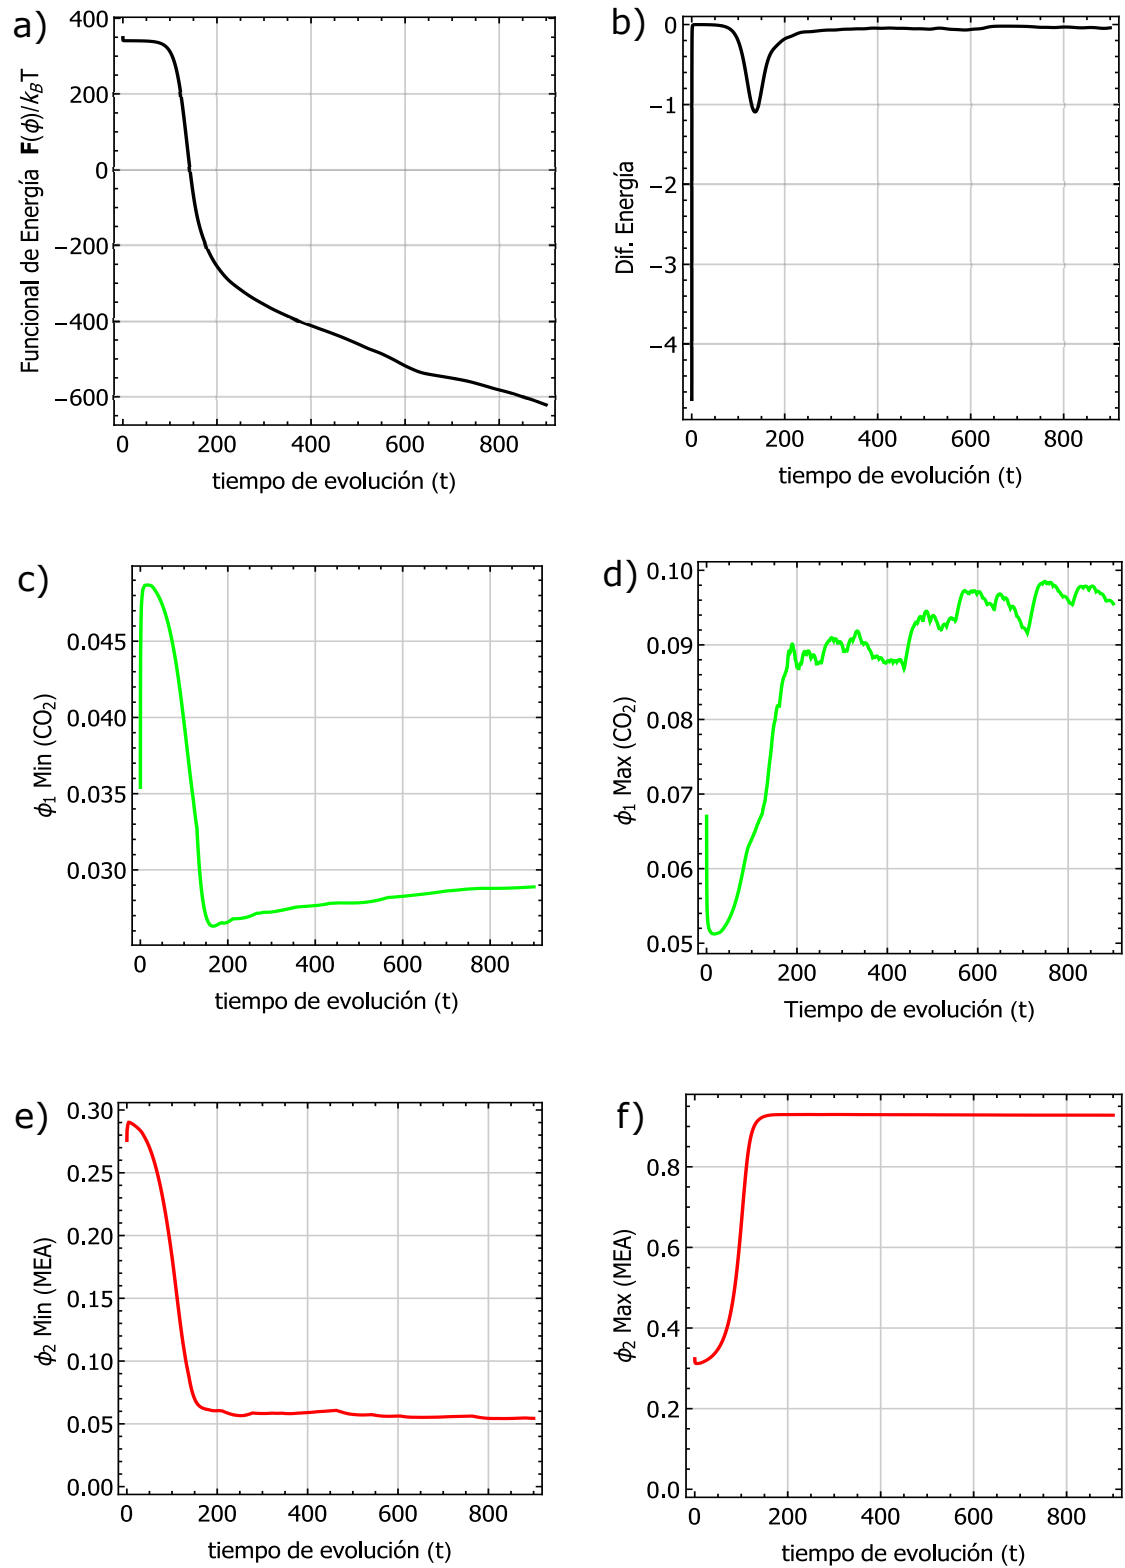 a)
Funcional de Energía F(ϕ)/k_BT
400
200
0
−200
−400
−600
0 200 400 600 800
tiempo de evolución (t)
b)
Dif. Energía
0
−1
−2
−3
−4
0 200 400 600 800
tiempo de evolución (t)
c)
ϕ₁ Min (CO₂)
0.045
0.040
0.035
0.030
0 200 400 600 800
tiempo de evolución (t)
d)
ϕ₁ Max (CO₂)
0.10
0.09
0.08
0.07
0.06
0.05
0 200 400 600 800
Tiempo de evolución (t)
e)
ϕ₂ Min (MEA)
0.30
0.25
0.20
0.15
0.10
0.05
0.00
0 200 400 600 800
tiempo de evolución (t)
f)
ϕ₂ Max (MEA)
0.8
0.6
0.4
0.2
0.0
0 200 400 600 800
tiempo de evolución (t)